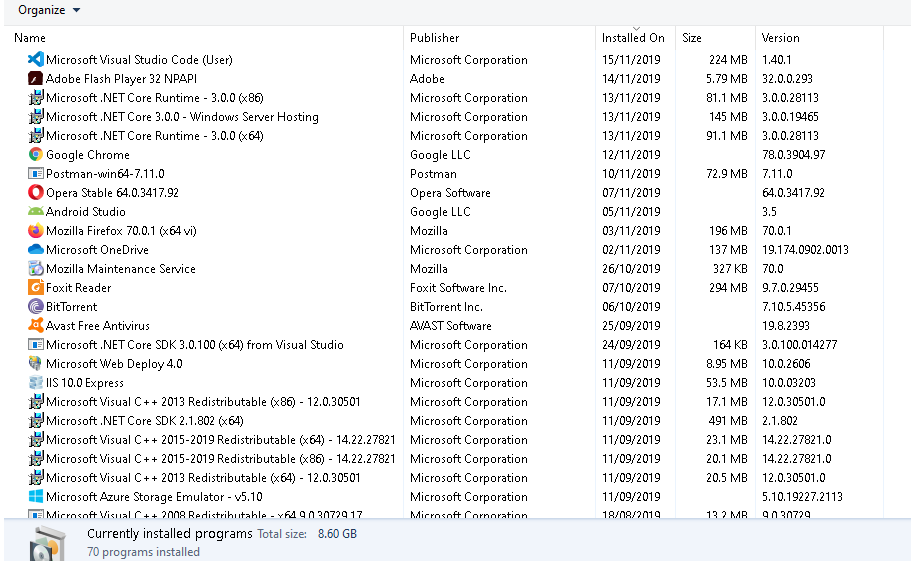 Organize
Name Publisher Installed On Size Version
Microsoft Visual Studio Code (User) Microsoft Corporation 15/11/2019 224 MB 1.40.1
Adobe Flash Player 32 NPAPI Adobe 14/11/2019 5.79 MB 32.0.0.293
Microsoft .NET Core Runtime - 3.0.0 (x86) Microsoft Corporation 13/11/2019 81.1 MB 3.0.0.28113
Microsoft .NET Core 3.0.0 - Windows Server Hosting Microsoft Corporation 13/11/2019 145 MB 3.0.0.19465
Microsoft .NET Core Runtime - 3.0.0 (x64) Microsoft Corporation 13/11/2019 91.1 MB 3.0.0.28113
Google Chrome Google LLC 12/11/2019 78.0.3904.97
Postman-win64-7.11.0 Postman 10/11/2019 72.9 MB 7.11.0
Opera Stable 64.0.3417.92 Opera Software 07/11/2019 64.0.3417.92
Android Studio Google LLC 05/11/2019 3.5
Mozilla Firefox 70.0.1 (x64 vi) Mozilla 03/11/2019 196 MB 70.0.1
Microsoft OneDrive Microsoft Corporation 02/11/2019 137 MB 19.174.0902.0013
Mozilla Maintenance Service Mozilla 26/10/2019 327 KB 70.0
Foxit Reader Foxit Software Inc. 07/10/2019 294 MB 9.7.0.29455
BitTorrent BitTorrent Inc. 06/10/2019 7.10.5.45356
Avast Free Antivirus AVAST Software 25/09/2019 19.8.2393
Microsoft .NET Core SDK 3.0.100 (x64) from Visual Studio Microsoft Corporation 24/09/2019 164 KB 3.0.100.014277
Microsoft Web Deploy 4.0 Microsoft Corporation 11/09/2019 8.95 MB 10.0.2606
IIS 10.0 Express Microsoft Corporation 11/09/2019 53.5 MB 10.0.03203
Microsoft Visual C++ 2013 Redistributable (x86) - 12.0.30501 Microsoft Corporation 11/09/2019 17.1 MB 12.0.30501.0
Microsoft .NET Core SDK 2.1.802 (x64) Microsoft Corporation 11/09/2019 491 MB 2.1.802
Microsoft Visual C++ 2015-2019 Redistributable (x64) - 14.22.27821 Microsoft Corporation 11/09/2019 23.1 MB 14.22.27821.0
Microsoft Visual C++ 2015-2019 Redistributable (x86) - 14.22.27821 Microsoft Corporation 11/09/2019 20.1 MB 14.22.27821.0
Microsoft Visual C++ 2013 Redistributable (x64) - 12.0.30501 Microsoft Corporation 11/09/2019 20.5 MB 12.0.30501.0
Microsoft Azure Storage Emulator - v5.10 Microsoft Corporation 11/09/2019 5.10.19227.2113
Microsoft Visual C++ 2008 Redistributable - x64 9.0.30729.17 Microsoft Corporation 18/08/2019 13.2 MB 9.0.30729
Currently installed programs Total size: 8.60 GB
70 programs installed